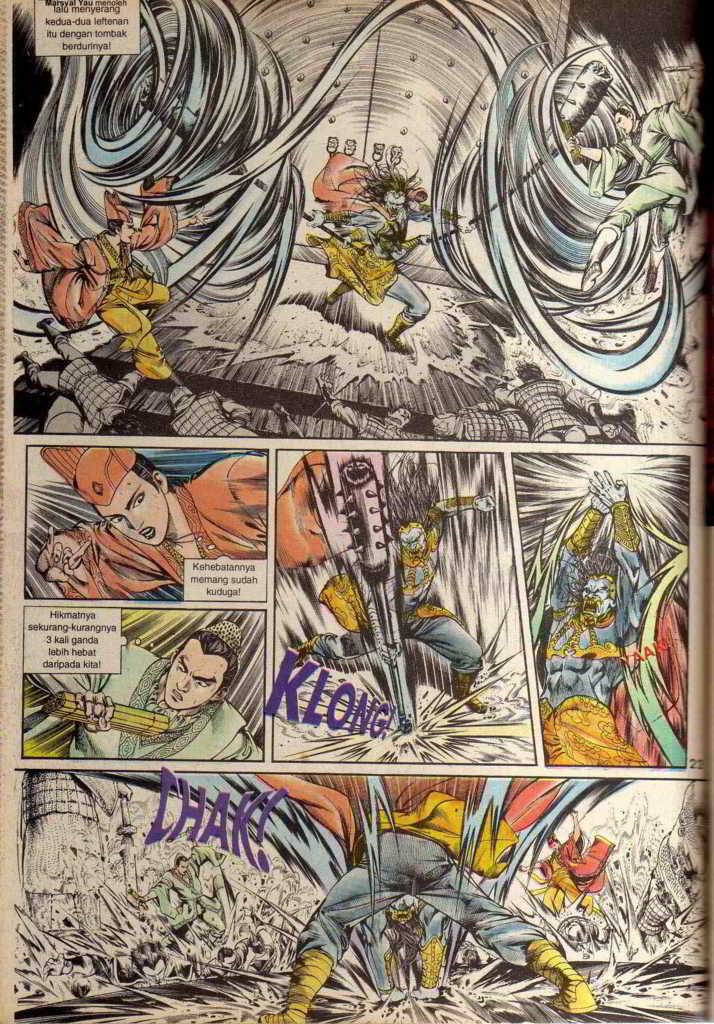 Marsyal Yau menoleh
lalu menyerang
kedua-dua leftenan
itu dengan tombak
berdurinya!
Kehebatannya
memang sudah
kuduga!
Hikmatnya
sekurang-kurangnya
3 kali ganda
lebih hebat
daripada kita!
KLONG!
CHAK!